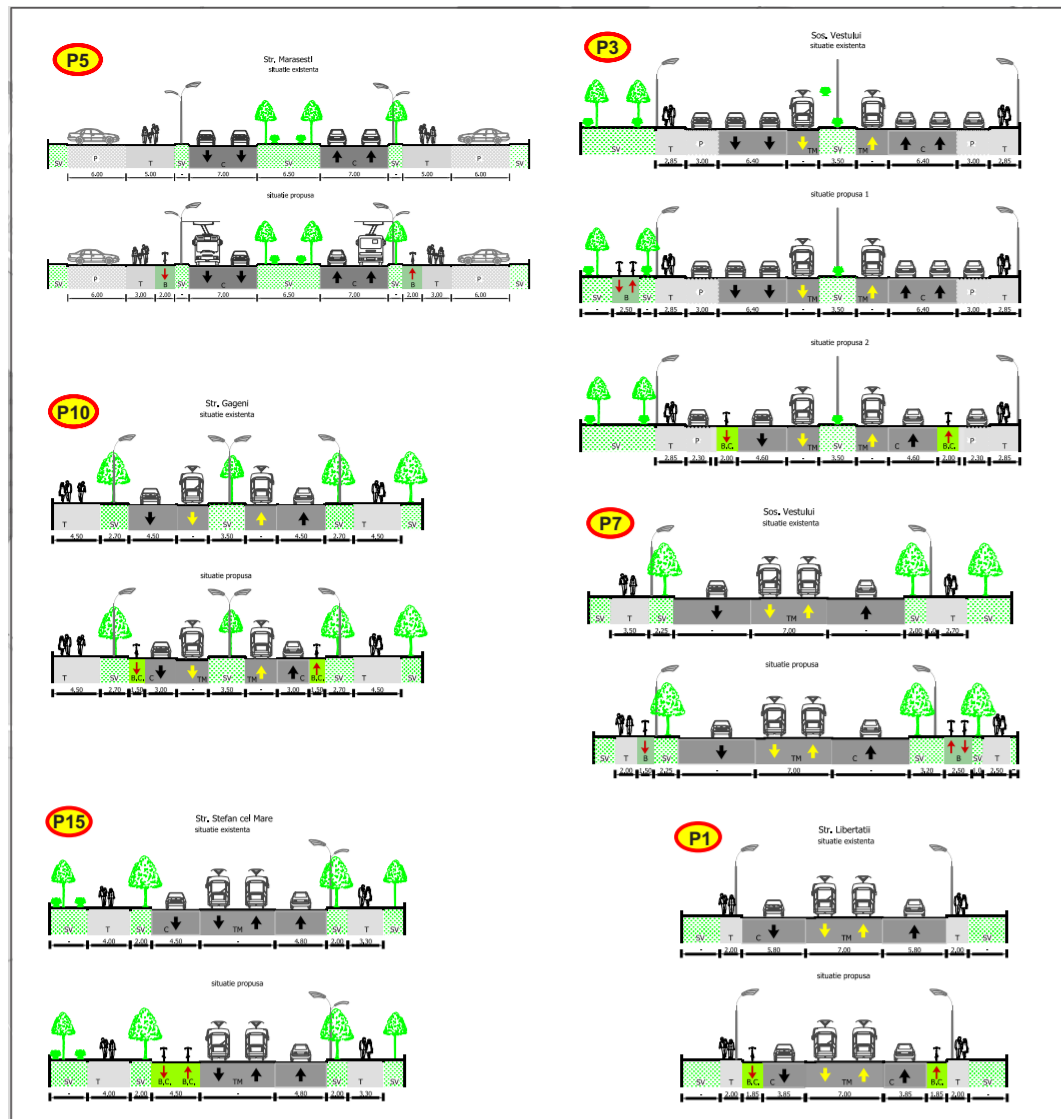 P5
Str. Marasesti
situatie existenta
SV P T SV C SV C SV T P SV
6.00 5.00 - 7.00 6.50 7.00 - 5.00 6.00
situatie propusa
SV P T B SV SV SV B T P SV
6.00 3.00 2.00 - 7.00 6.50 7.00 - 2.00 3.00 6.00
P3
Sos. Vestului
situatie existenta
SV T P TM SV TM C P T
2.85 3.00 6.40 - 3.50 - 6.40 3.00 2.85
situatie propusa 1
SV B SV T P TM SV TM P T
- 2.50 - 2.85 3.00 6.40 - 3.50 - 6.40 3.00 2.85
situatie propusa 2
SV T P B.C. TM SV TM C B.C. P T
2.85 2.30 2.00 4.60 - 3.50 - 4.60 2.00 2.30 2.85
P10
Str. Gageni
situatie existenta
T SV SV SV T SV
4.50 2.70 4.50 - 3.50 - 4.50 2.70 4.50
situatie propusa
T SV B.C. C TM SV TM C B.C. SV T
4.50 2.70 1.50 3.00 - 3.50 - 3.00 1.50 2.70 4.50
P7
Sos. Vestului
situatie existenta
SV T SV TM SV T SV
3.50 2.25 - 7.00 - 2.00 1.0 2.70
situatie propusa
SV T B SV TM C SV B SV T
2.00 1.50 2.25 - 7.00 - 3.20 2.50 1.0 2.50 -
P15
Str. Stefan cel Mare
situatie existenta
SV T SV C TM SV T SV
- 4.00 2.00 4.50 - 4.80 2.00 3.30
situatie propusa
SV T SV B.C. B.C. TM SV T SV
- 4.00 2.00 4.50 - 4.80 2.00 3.30
P1
Str. Libertatii
situatie existenta
SV T C TM T SV
- 2.00 5.80 7.00 5.80 2.00 -
situatie propusa
SV T B.C. C TM C B.C. T SV
- 2.00 1.85 3.85 7.00 3.85 1.85 2.00 -